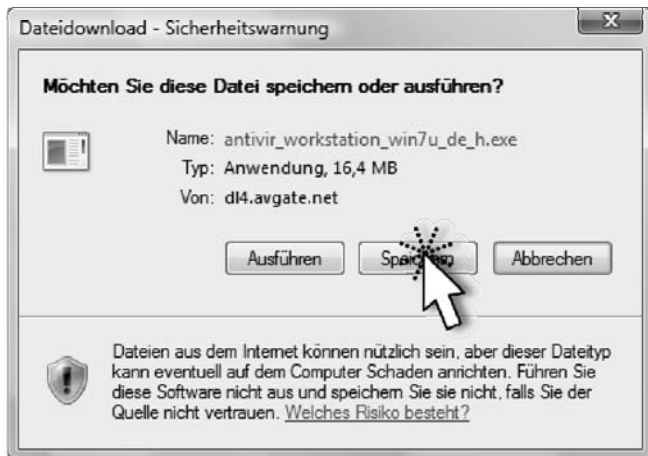 Dateidownload - Sicherheitswarnung
Möchten Sie diese Datei speichern oder ausführen?
Name: antivir_workstation_win7u_de_h.exe
Typ: Anwendung, 16,4 MB
Von: dl4.avgate.net
Ausführen Speichern Abbrechen
Dateien aus dem Internet können nützlich sein, aber dieser Dateityp
kann eventuell auf dem Computer Schaden anrichten. Führen Sie
diese Software nicht aus und speichern Sie sie nicht, falls Sie der
Quelle nicht vertrauen. Welches Risiko besteht?